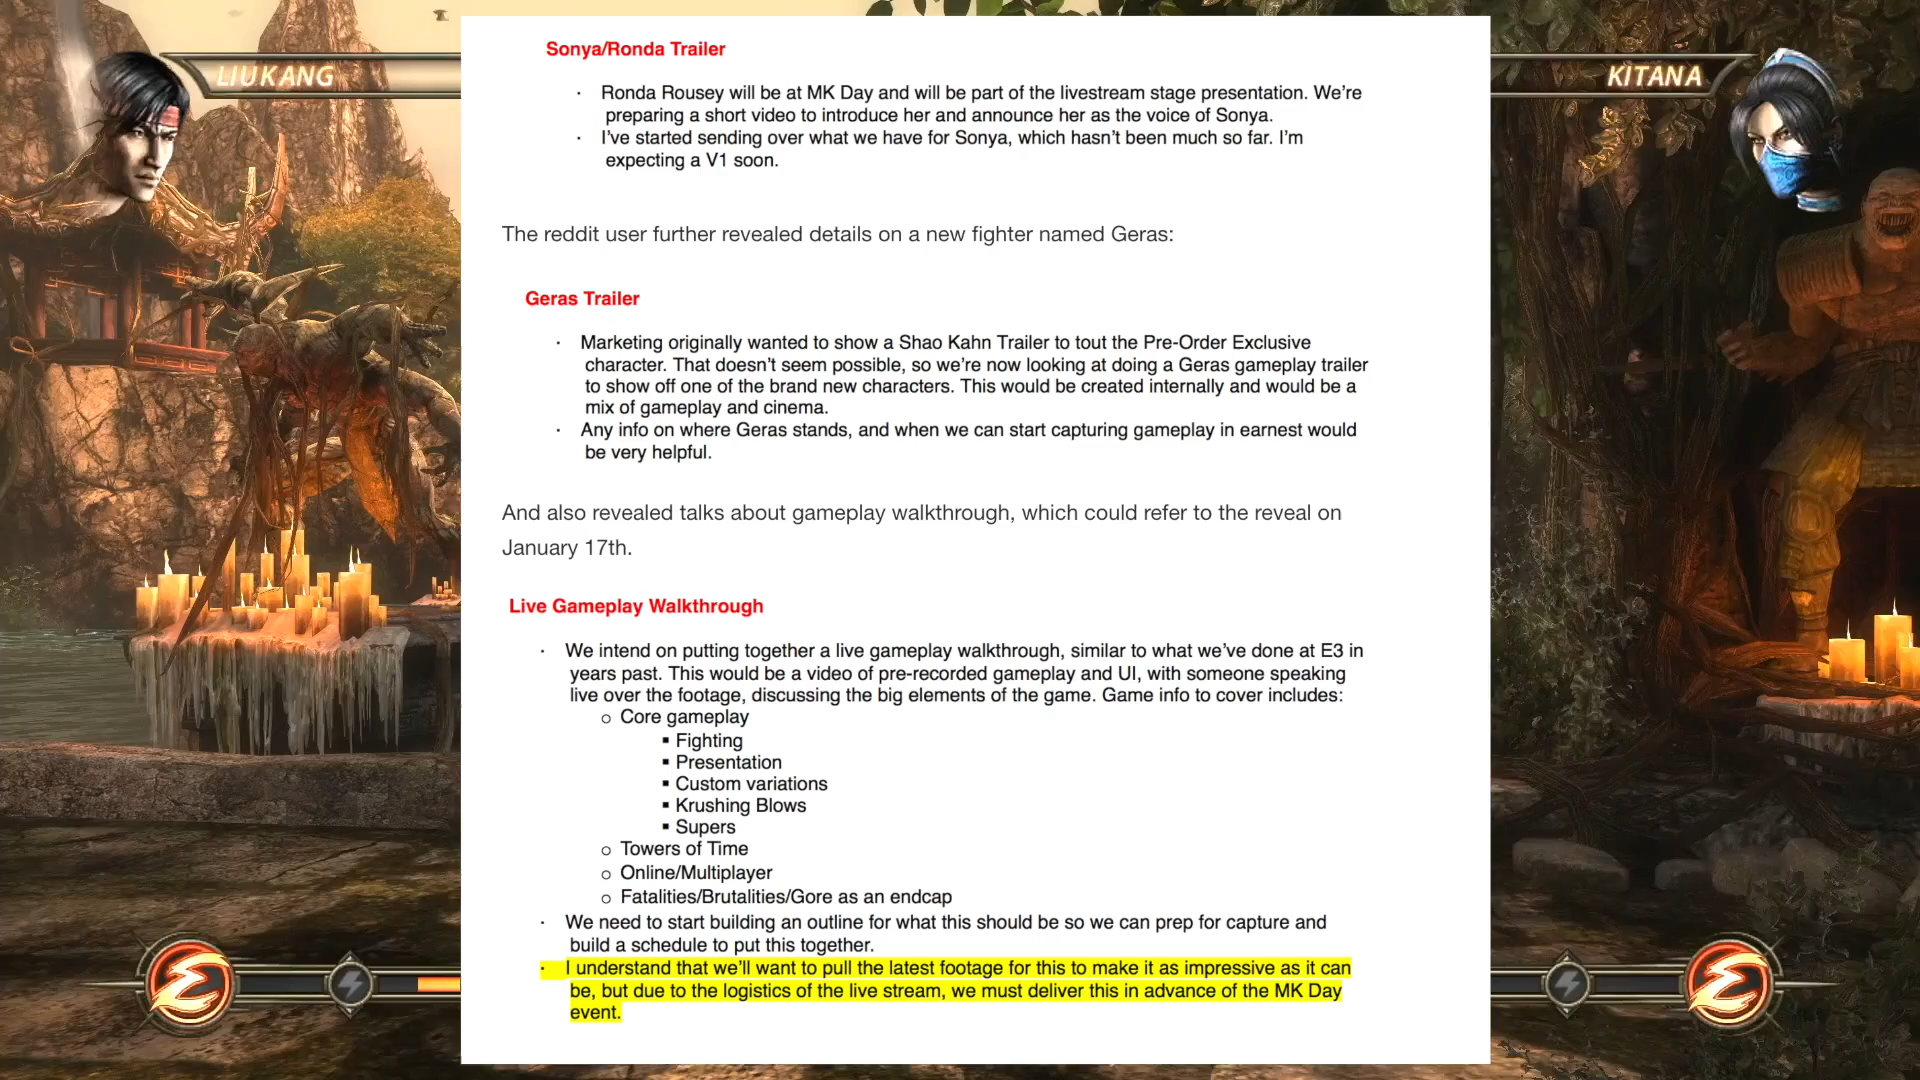 LIU KANG
KITANA
Sonya/Ronda Trailer
· Ronda Rousey will be at MK Day and will be part of the livestream stage presentation. We’re
preparing a short video to introduce her and announce her as the voice of Sonya.
· I’ve started sending over what we have for Sonya, which hasn’t been much so far. I’m
expecting a V1 soon.
The reddit user further revealed details on a new fighter named Geras:
Geras Trailer
· Marketing originally wanted to show a Shao Kahn Trailer to tout the Pre-Order Exclusive
character. That doesn’t seem possible, so we’re now looking at doing a Geras gameplay trailer
to show off one of the brand new characters. This would be created internally and would be a
mix of gameplay and cinema.
· Any info on where Geras stands, and when we can start capturing gameplay in earnest would
be very helpful.
And also revealed talks about gameplay walkthrough, which could refer to the reveal on
January 17th.
Live Gameplay Walkthrough
· We intend on putting together a live gameplay walkthrough, similar to what we’ve done at E3 in
years past. This would be a video of pre-recorded gameplay and UI, with someone speaking
live over the footage, discussing the big elements of the game. Game info to cover includes:
o Core gameplay
▪ Fighting
▪ Presentation
▪ Custom variations
▪ Krushing Blows
▪ Supers
o Towers of Time
o Online/Multiplayer
o Fatalities/Brutalities/Gore as an endcap
· We need to start building an outline for what this should be so we can prep for capture and
build a schedule to put this together.
· I understand that we’ll want to pull the latest footage for this to make it as impressive as it can
be, but due to the logistics of the live stream, we must deliver this in advance of the MK Day
event.